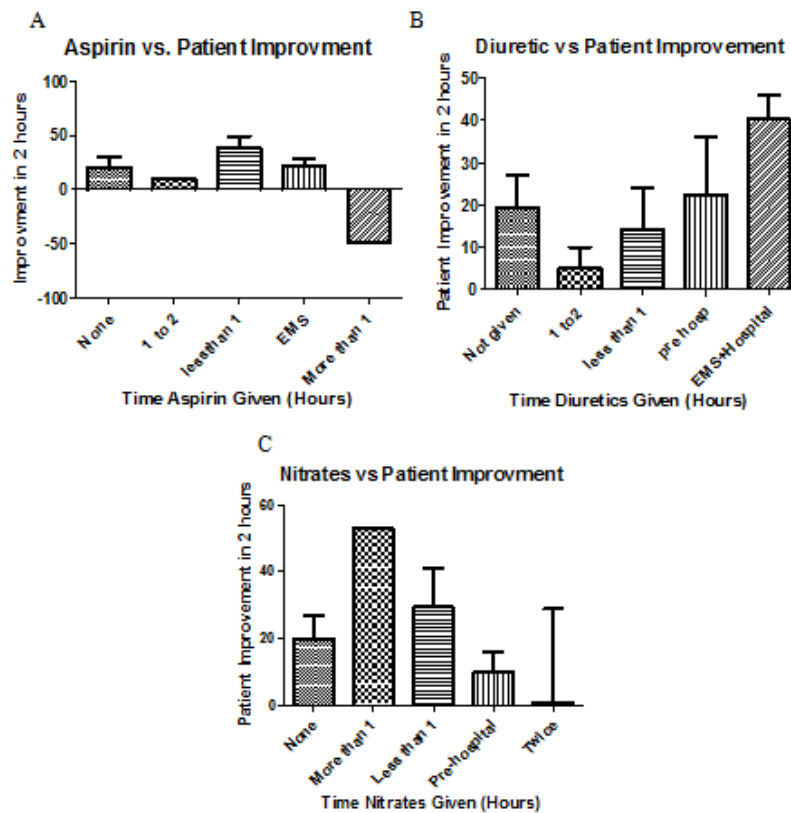 A
Aspirin vs. Patient Improvment
Improvment in 2 hours
100
50
0
-50
-100
None
1 to 2
lessthan 1
EMS
More than 1
Time Aspirin Given (Hours)
B
Diuretic vs Patient Improvement
Patient Improvement in 2 hours
50
40
30
20
10
0
Not given
1 to2
less than 1
pre hosp
EMS+Hospital
Time Diuretics Given (Hours)
C
Nitrates vs Patient Improvment
Patient Improvement in 2 hours
60
40
20
0
None
More than 1
Less than 1
Pre-hospital
Twice
Time Nitrates Given (Hours)